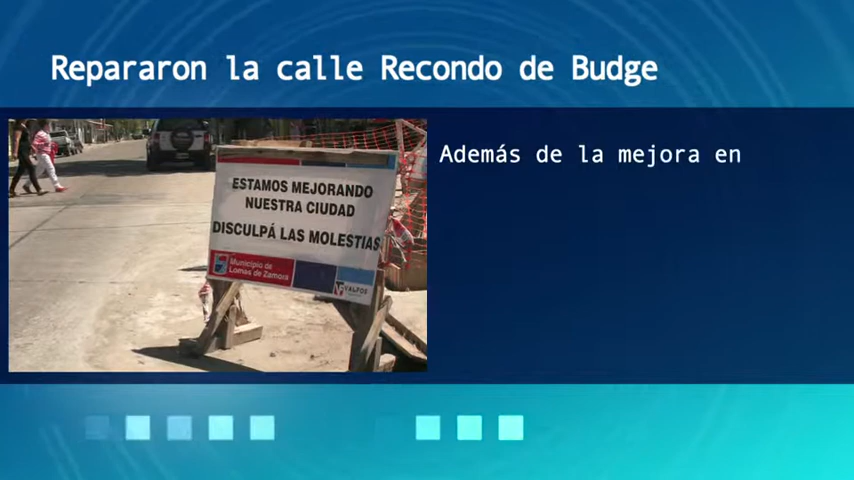 Repararon la calle Recondo de Budge
Además de la mejora en
ESTAMOS MEJORANDO
NUESTRA CIUDAD
DISCULPÁ LAS MOLESTIAS
Municipio de
Lomas de Zamora
VALFOS